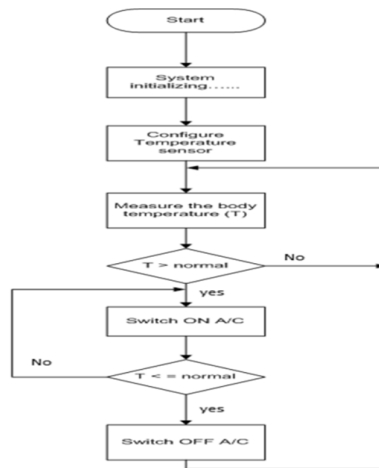 Start
System
initializing......
Configure
Temperature
sensor
Measure the body
temperature (T)
T > normal
No
yes
Switch ON A/C
No
T < = normal
yes
Switch OFF A/C